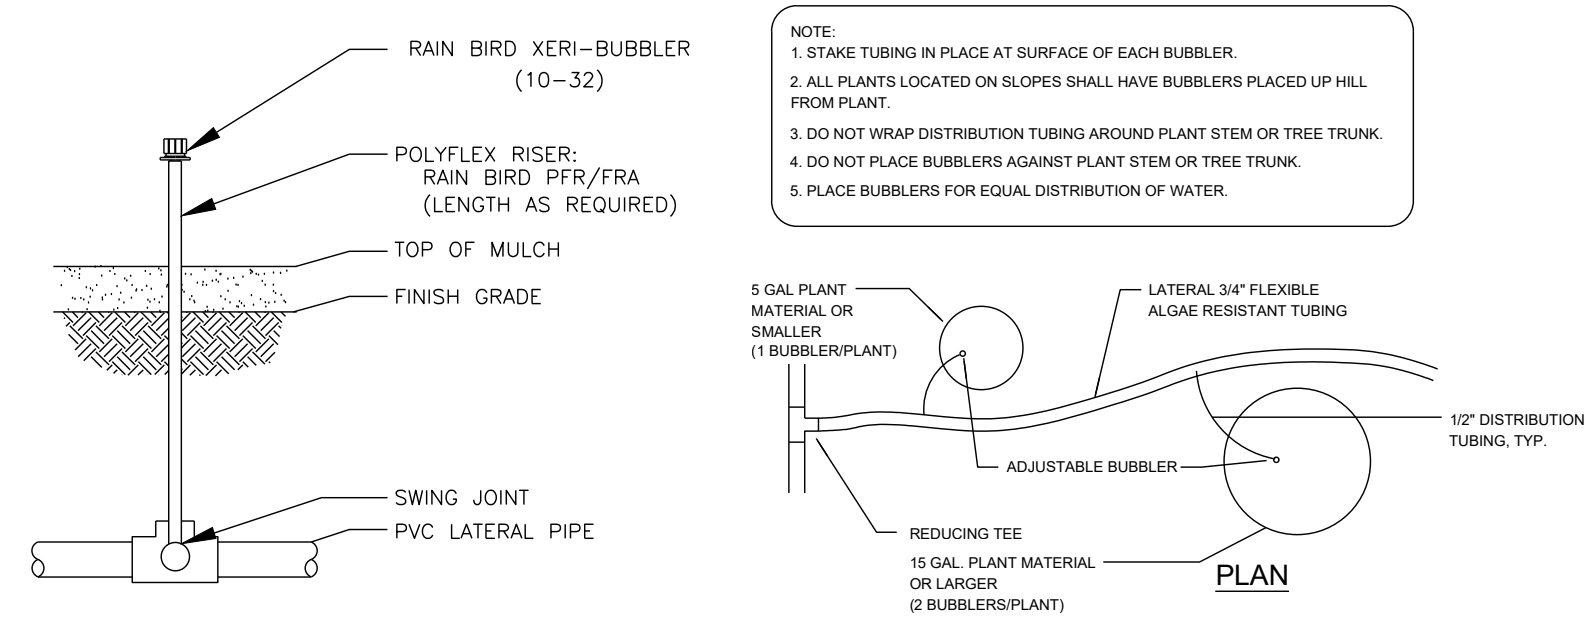 RAIN BIRD XERI-BUBBLER
(10-32)
POLYFLEX RISER:
RAIN BIRD PFR/FRA
(LENGTH AS REQUIRED)
TOP OF MULCH
FINISH GRADE
SWING JOINT
PVC LATERAL PIPE
NOTE:
1. STAKE TUBING IN PLACE AT SURFACE OF EACH BUBBLER.
2. ALL PLANTS LOCATED ON SLOPES SHALL HAVE BUBBLERS PLACED UP HILL
FROM PLANT.
3. DO NOT WRAP DISTRIBUTION TUBING AROUND PLANT STEM OR TREE TRUNK.
4. DO NOT PLACE BUBBLERS AGAINST PLANT STEM OR TREE TRUNK.
5. PLACE BUBBLERS FOR EQUAL DISTRIBUTION OF WATER.
5 GAL PLANT
MATERIAL OR
SMALLER
(1 BUBBLER/PLANT)
LATERAL 3/4" FLEXIBLE
ALGAE RESISTANT TUBING
1/2" DISTRIBUTION
TUBING, TYP.
ADJUSTABLE BUBBLER
REDUCING TEE
15 GAL. PLANT MATERIAL
OR LARGER
(2 BUBBLERS/PLANT)
PLAN